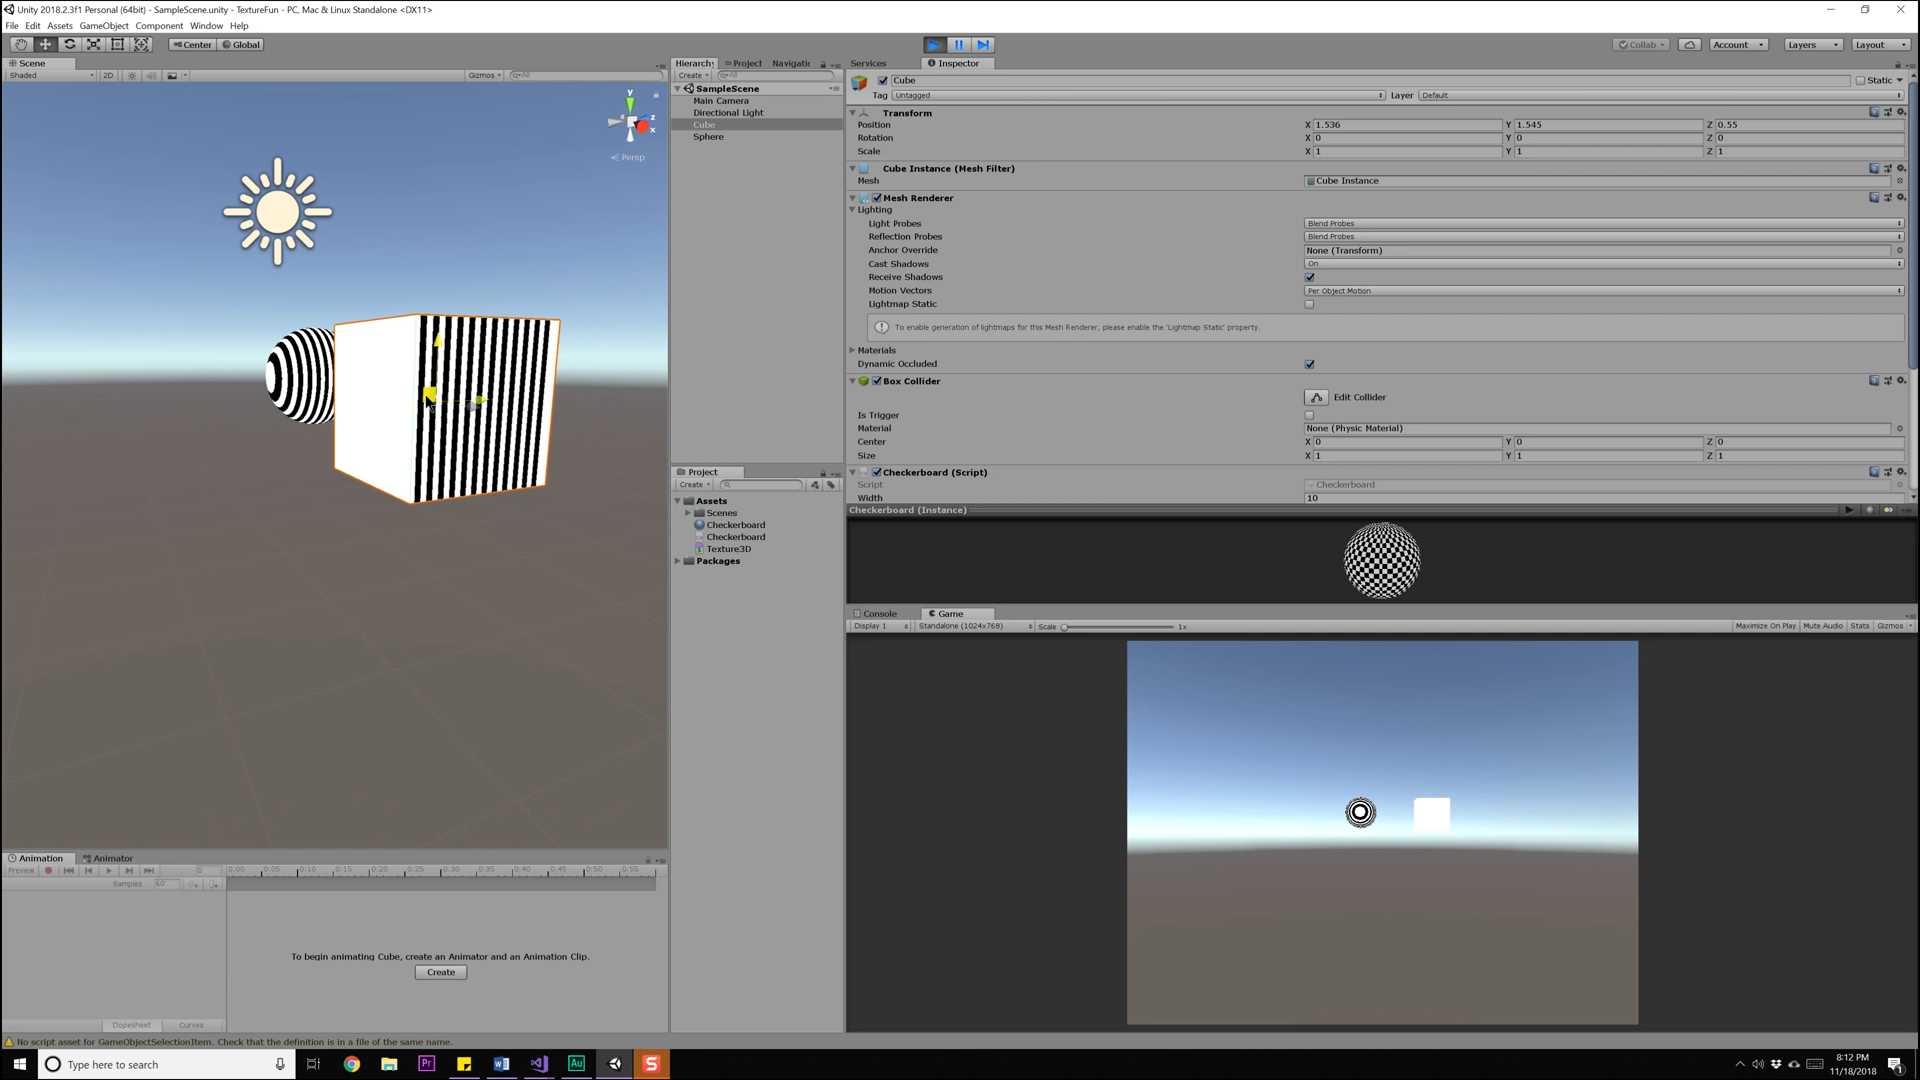 Unity 2018.2.3f1 Personal (64bit) - SampleScene.unity - TextureFun - PC, Mac & Linux Standalone <DX11>
File Edit Assets GameObject Component Window Help
Center Global
Collab Account Layers Layout
Scene
Shaded 2D Gizmos All
y
z
x
Persp
Hierarchy Project Navigatic
Create All
SampleScene
Main Camera
Directional Light
Cube
Sphere
Project
Create
Assets
Scenes
Checkerboard
Checkerboard
Texture3D
Packages
Services Inspector
Cube Static
Tag Untagged Layer Default
Transform
Position X 1.536 Y 1.545 Z 0.55
Rotation X 0 Y 0 Z 0
Scale X 1 Y 1 Z 1
Cube Instance (Mesh Filter)
Mesh Cube Instance
Mesh Renderer
Lighting
Light Probes Blend Probes
Reflection Probes Blend Probes
Anchor Override None (Transform)
Cast Shadows On
Receive Shadows
Motion Vectors Per Object Motion
Lightmap Static
To enable generation of lightmaps for this Mesh Renderer, please enable the 'Lightmap Static' property.
Materials
Dynamic Occluded
Box Collider
Edit Collider
Is Trigger
Material None (Physic Material)
Center X 0 Y 0 Z 0
Size X 1 Y 1 Z 1
Checkerboard (Script)
Script Checkerboard
Width 10
Checkerboard (Instance)
Console Game
Display 1 Standalone (1024x768) Scale 1x Maximize On Play Mute Audio Stats Gizmos
Animation Animator
Preview 0 0:00 0:05 0:10 0:15 0:20 0:25 0:30 0:35 0:40 0:45 0:50 0:55
Samples 60
To begin animating Cube, create an Animator and an Animation Clip.
Create
Dopesheet Curves
No script asset for GameObjectSelectionItem. Check that the definition is in a file of the same name.
Type here to search
Pr
W
Au
S
8:12 PM
11/18/2018
1